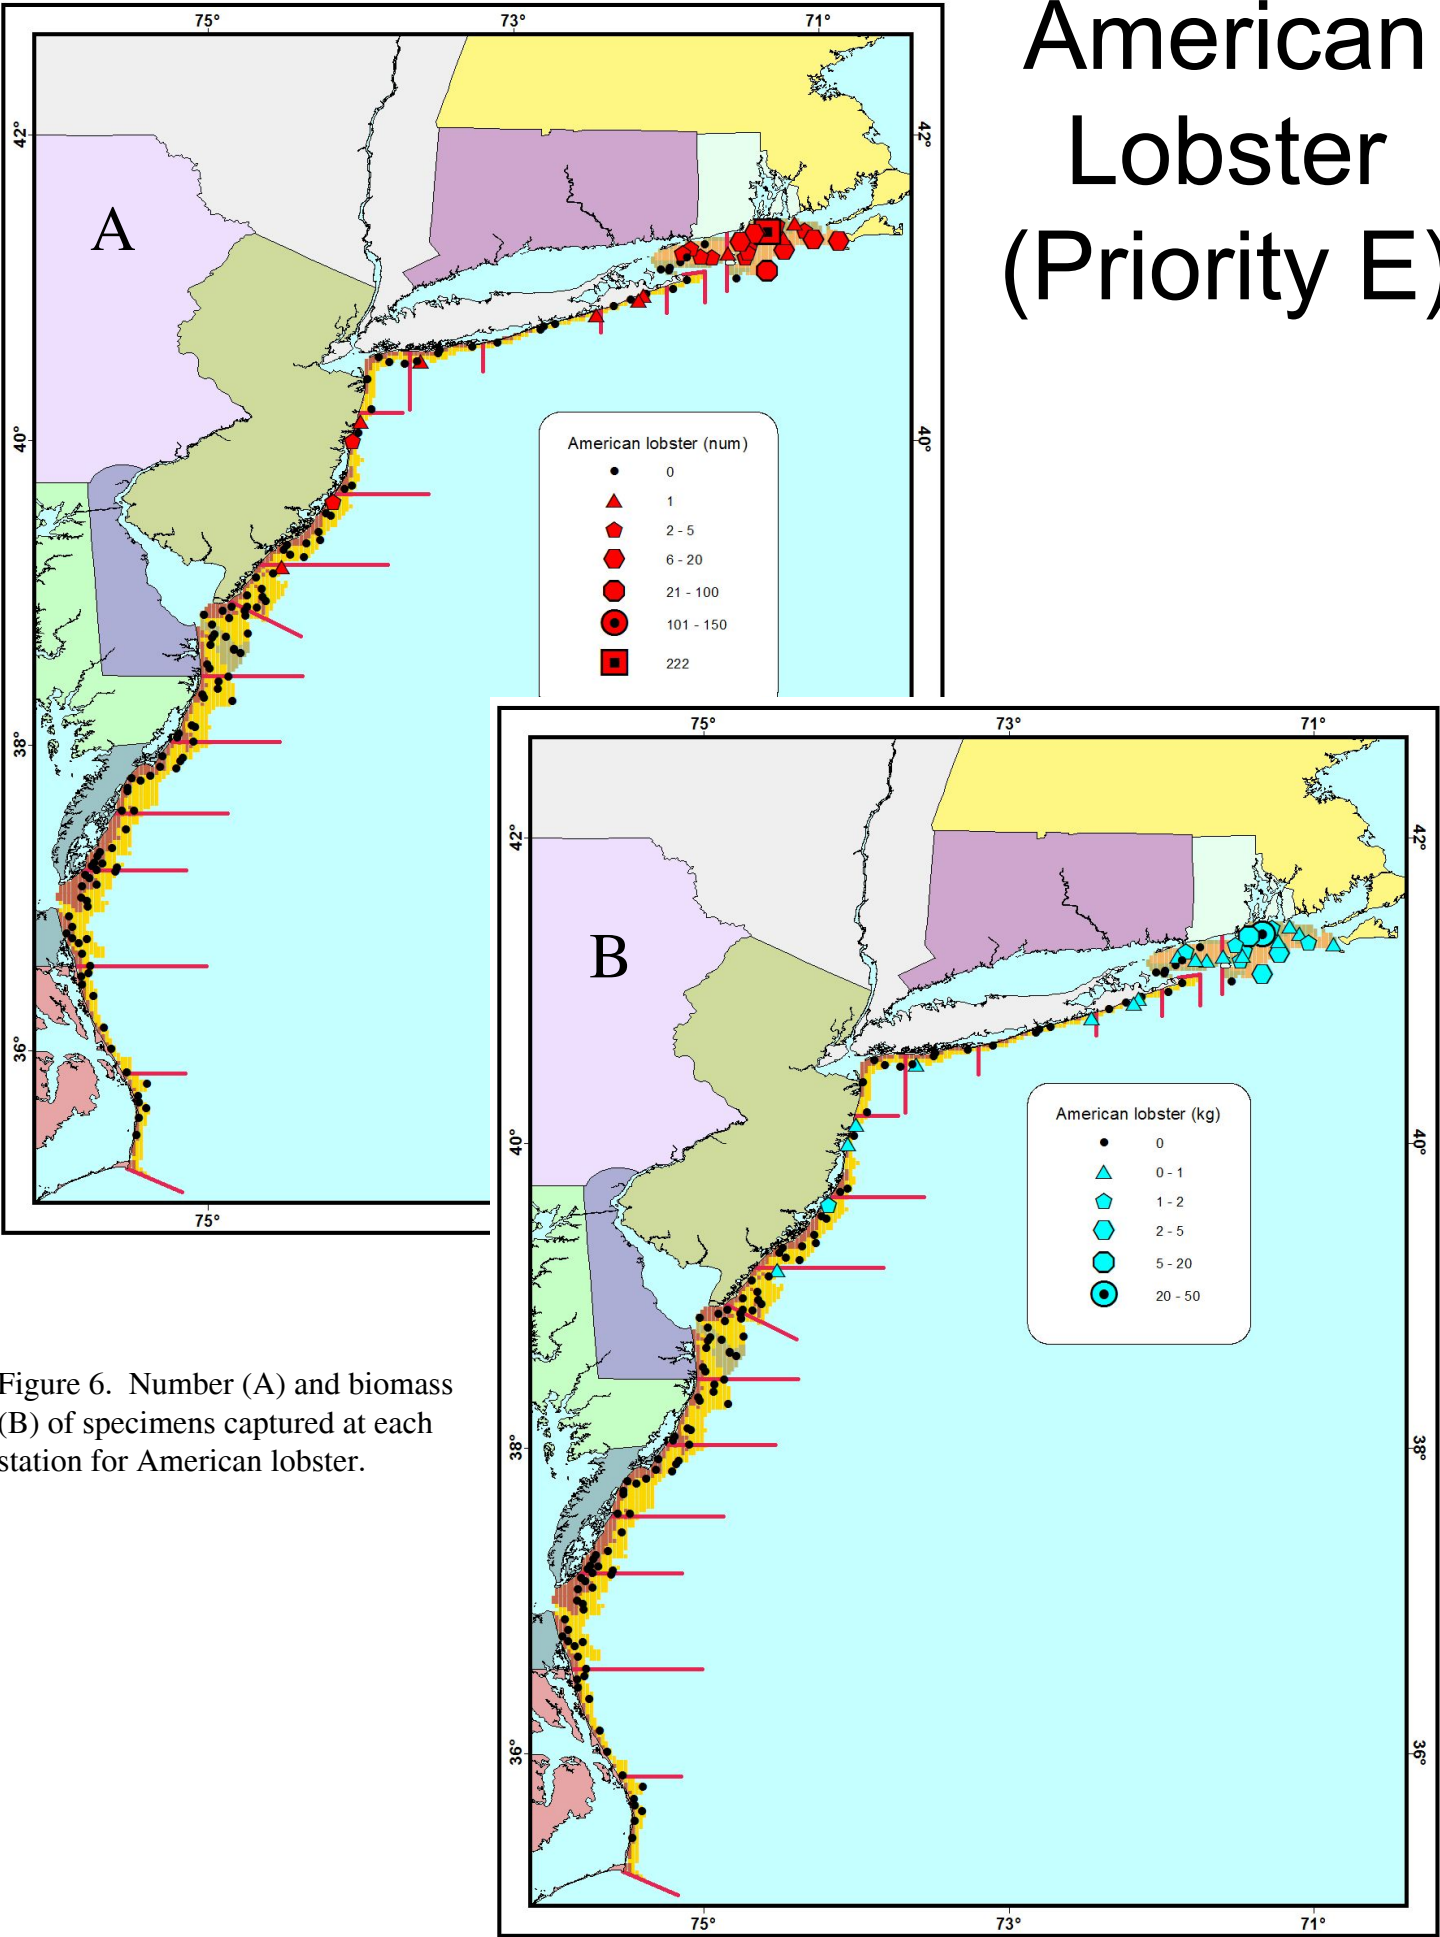 American
Lobster
(Priority E)
75° 73° 71°
42° 42°
A
40° 40°
American lobster (num)
0
1
2 - 5
6 - 20
21 - 100
101 - 150
222
38°
36°
75°
75° 73° 71°
42° 42°
B
40° 40°
American lobster (kg)
0
0 - 1
1 - 2
2 - 5
5 - 20
20 - 50
38° 38°
36° 36°
75° 73° 71°
Figure 6. Number (A) and biomass
(B) of specimens captured at each
station for American lobster.